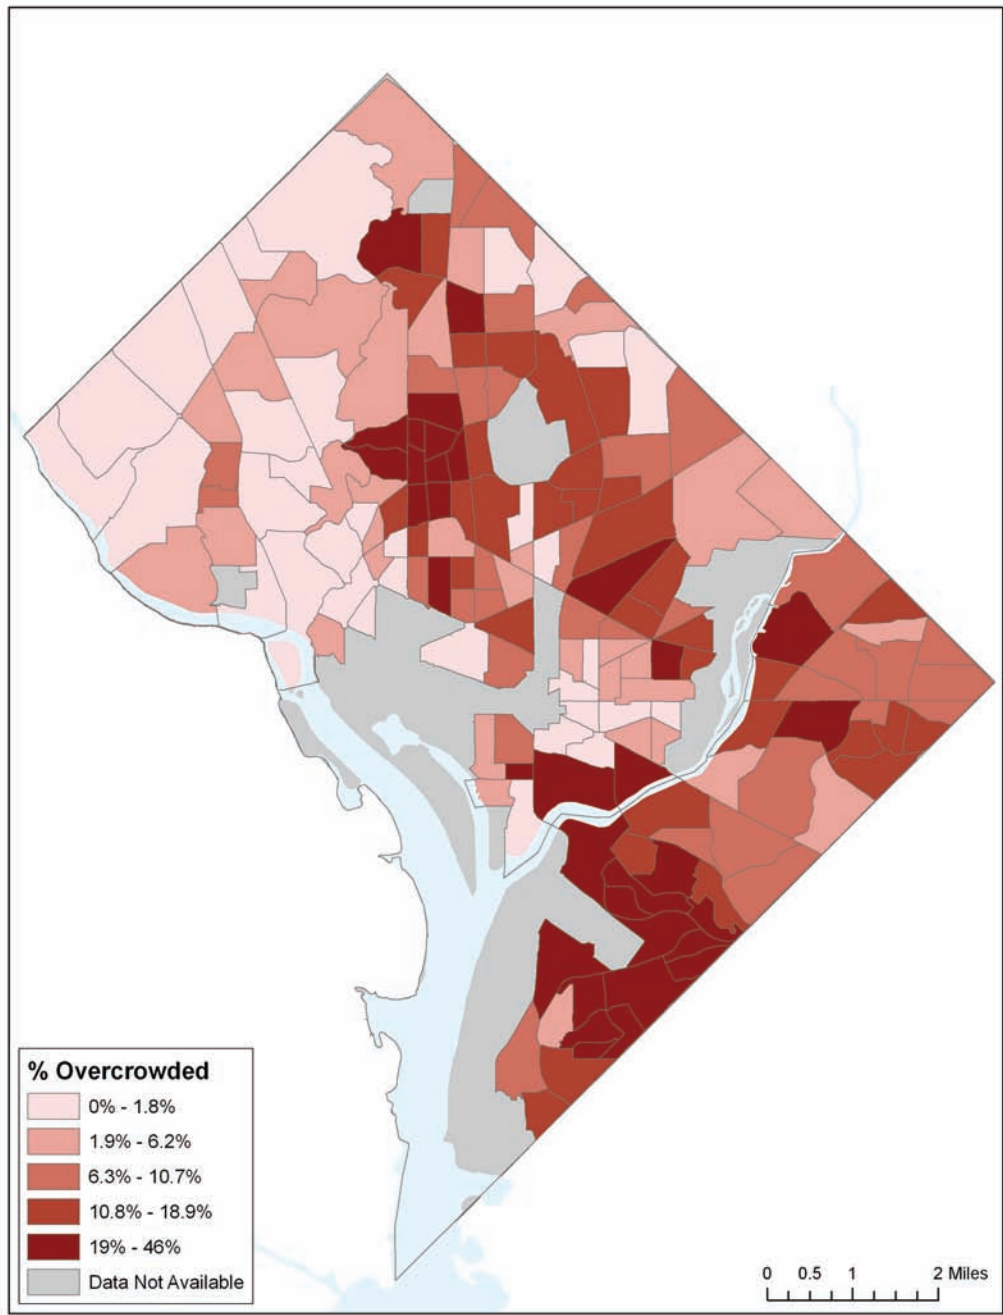 % Overcrowded
0% - 1.8%
1.9% - 6.2%
6.3% - 10.7%
10.8% - 18.9%
19% - 46%
Data Not Available
0 0.5 1 2 Miles